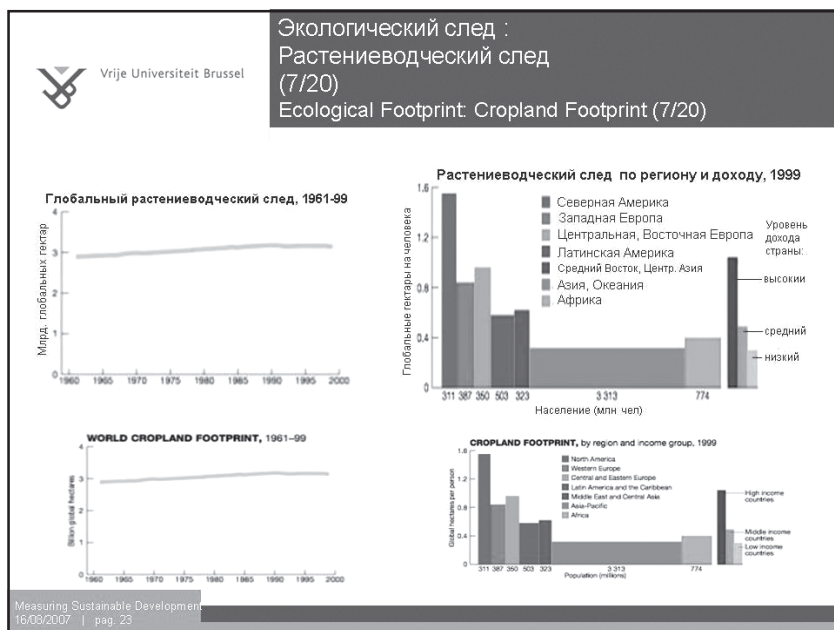 Vrije Universiteit Brussel
Экологический след :
Растениеводческий след
(7/20)
Ecological Footprint: Cropland Footprint (7/20)
Глобальный растениеводческий след, 1961-99
Млрд. глобальных гектар
4
3
2
1
0
1960 1965 1970 1975 1980 1985 1990 1995 2000
Растениеводческий след по региону и доходу, 1999
Глобальные гектары на человека
1.6
1.2
0.8
0.4
0
Северная Америка
Западная Европа
Центральная, Восточная Европа
Латинская Америка
Средний Восток, Центр. Азия
Азия, Океания
Африка
Уровень
дохода
страны:
высокии
средний
низкий
311 387 350 503 323 3 313 774
Население (млн чел)
WORLD CROPLAND FOOTPRINT, 1961–99
Billion global hectares
4
3
2
1
0
1960 1965 1970 1975 1980 1985 1990 1995 2000
CROPLAND FOOTPRINT, by region and income group, 1999
Global hectares per person
1.6
1.2
0.8
0.4
0
North America
Western Europe
Central and Eastern Europe
Latin America and the Caribbean
Middle East and Central Asia
Asia-Pacific
Africa
High income
countries
Middle income
countries
Low income
countries
311 387 350 503 323 3 313 774
Population (millions)
Measuring Sustainable Development
16/08/2007 | pag. 23